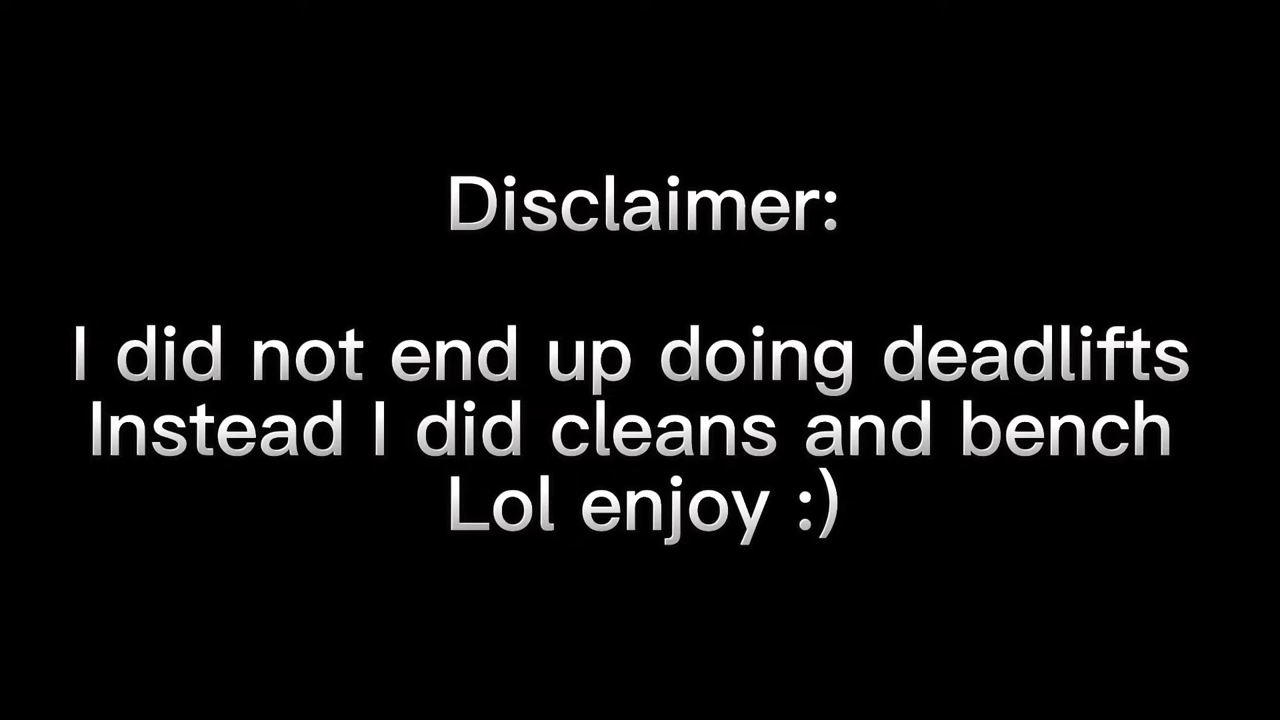 Disclaimer:
I did not end up doing deadlifts
Instead I did cleans and bench
Lol enjoy :)